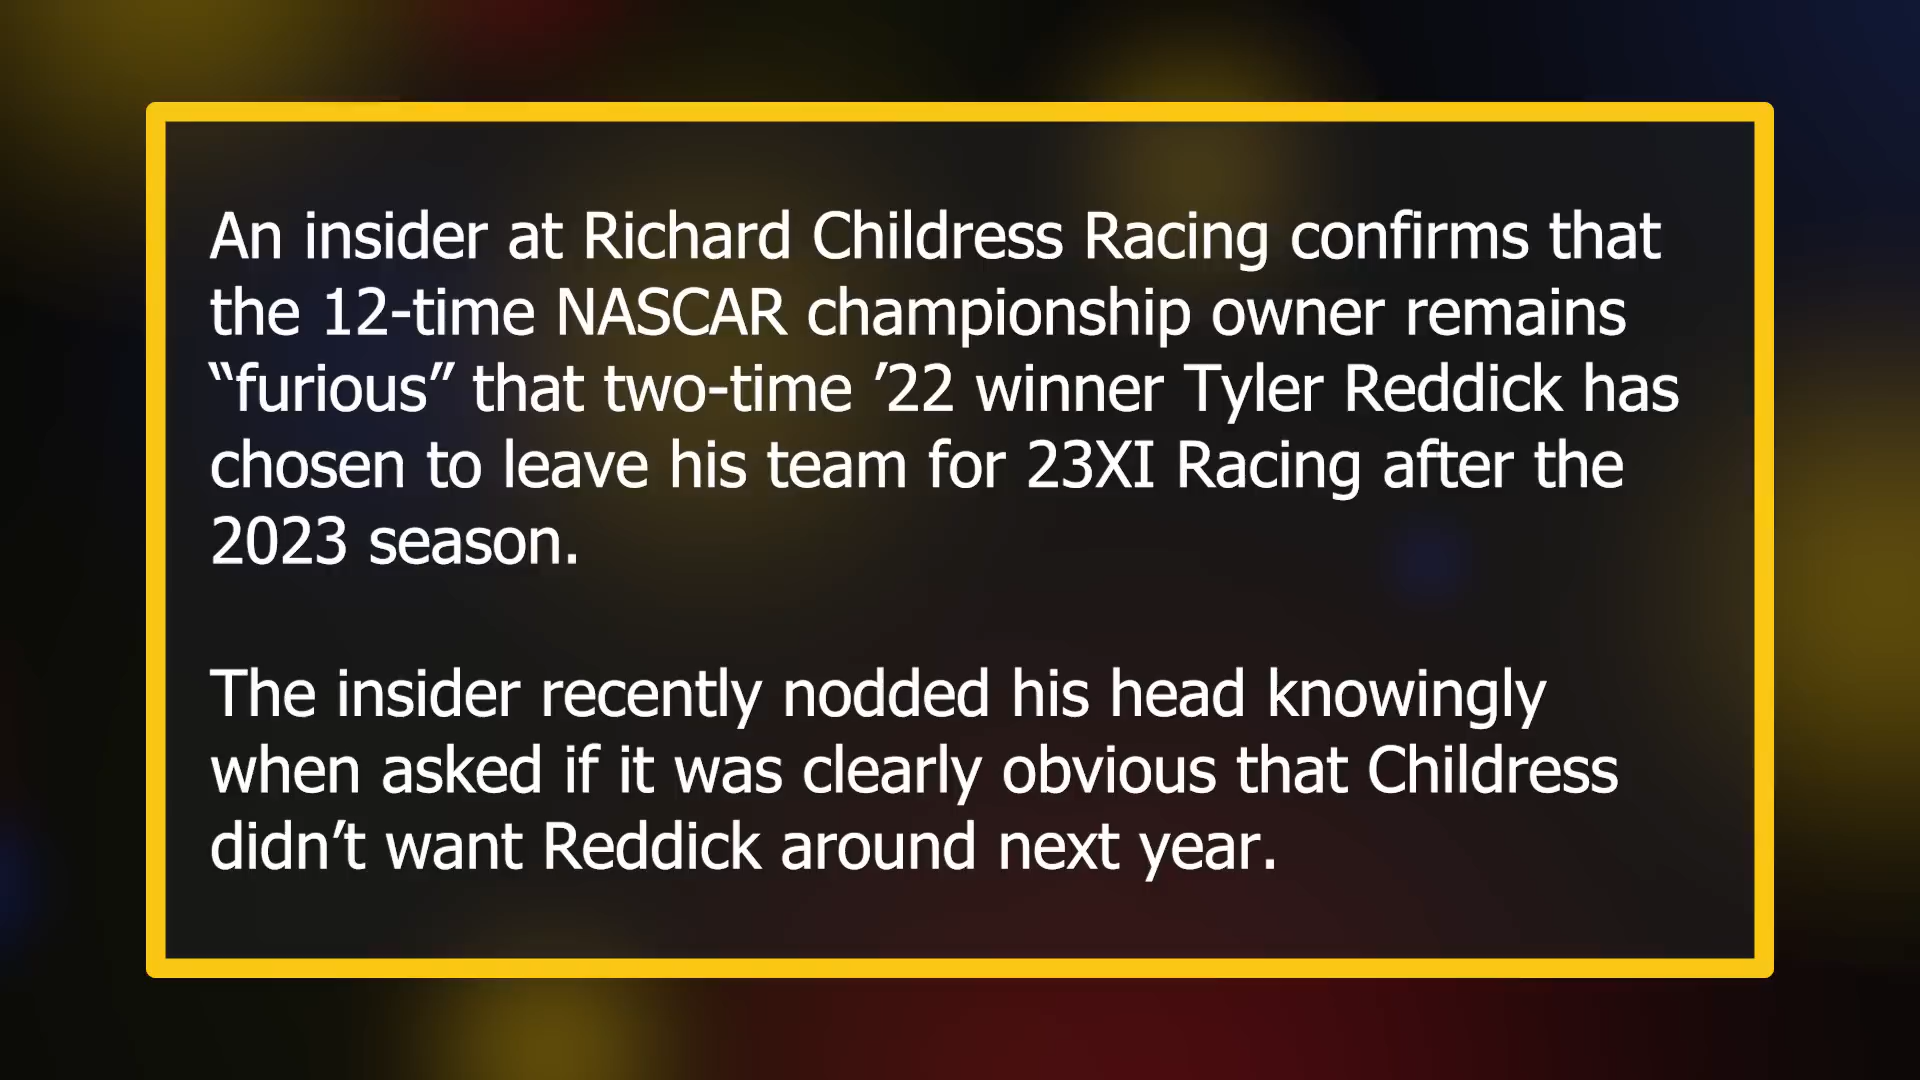 An insider at Richard Childress Racing confirms that
the 12-time NASCAR championship owner remains
“furious” that two-time ’22 winner Tyler Reddick has
chosen to leave his team for 23XI Racing after the
2023 season.
The insider recently nodded his head knowingly
when asked if it was clearly obvious that Childress
didn’t want Reddick around next year.